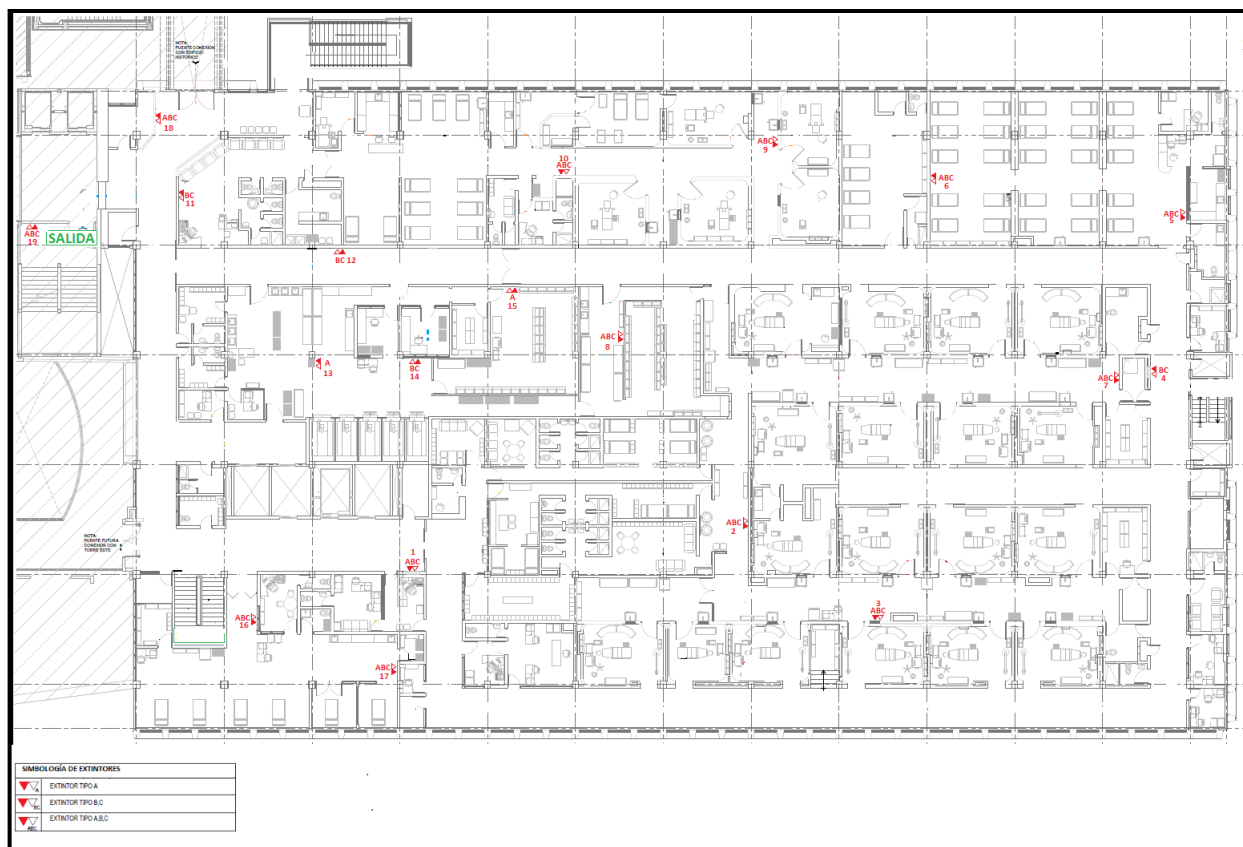 NOTA:
PUENTE CONEXION
CON EDIFICIO
HISTORICO
ABC
18
BC
11
ABC
19
SALIDA
BC 12
10
ABC
ABC
9
ABC
6
ABC
5
A
15
A
13
BC
14
ABC
8
ABC
7
BC
4
ABC
2
NOTA:
PUENTE FUTURA
CONEXIÓN CON
TORRE ESTE
1
ABC
ABC
16
ABC
17
3
ABC
SIMBOLOGÍA DE EXTINTORES
A
EXTINTOR TIPO A
BC
EXTINTOR TIPO B,C
ABC
EXTINTOR TIPO A,B,C